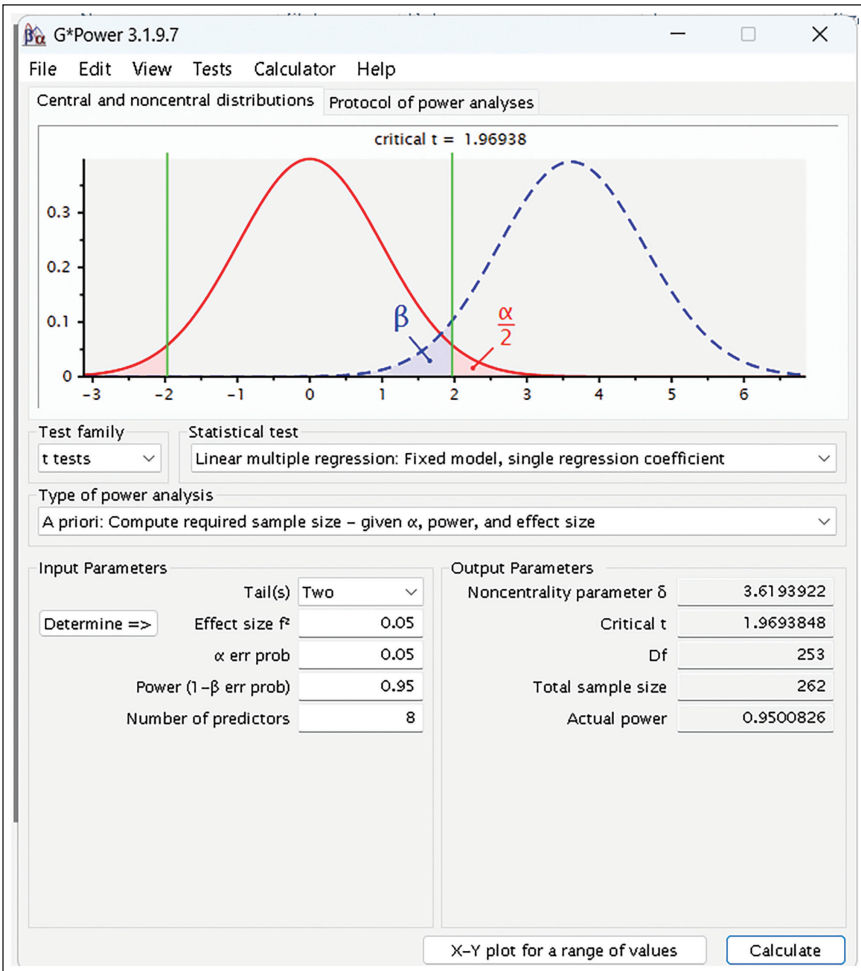 G*Power 3.1.9.7
File Edit View Tests Calculator Help
Central and noncentral distributions Protocol of power analyses
critical t = 1.96938
0.3
0.2
0.1
0
β
α
2
-3 -2 -1 0 1 2 3 4 5 6
Test family Statistical test
t tests Linear multiple regression: Fixed model, single regression coefficient
Type of power analysis
A priori: Compute required sample size – given α, power, and effect size
Input Parameters Output Parameters
Tail(s) Two Noncentrality parameter δ 3.6193922
Determine => Effect size f² 0.05 Critical t 1.9693848
α err prob 0.05 Df 253
Power (1–β err prob) 0.95 Total sample size 262
Number of predictors 8 Actual power 0.9500826
X–Y plot for a range of values Calculate